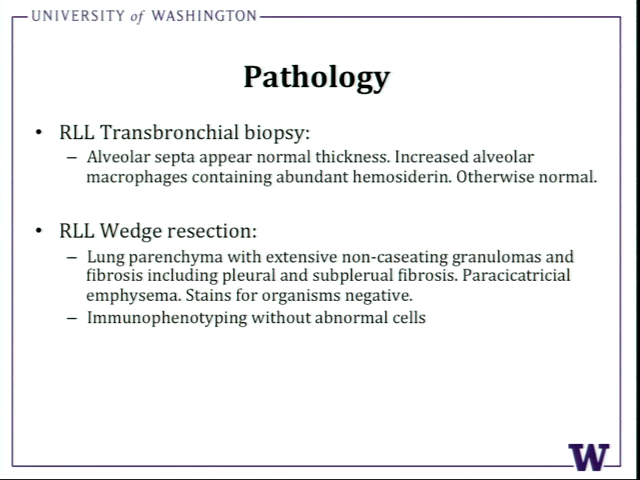 UNIVERSITY of WASHINGTON
Pathology
• RLL Transbronchial biopsy:
– Alveolar septa appear normal thickness. Increased alveolar
macrophages containing abundant hemosiderin. Otherwise normal.
• RLL Wedge resection:
– Lung parenchyma with extensive non-caseating granulomas and
fibrosis including pleural and subplerual fibrosis. Paracicatricial
emphysema. Stains for organisms negative.
– Immunophenotyping without abnormal cells
W